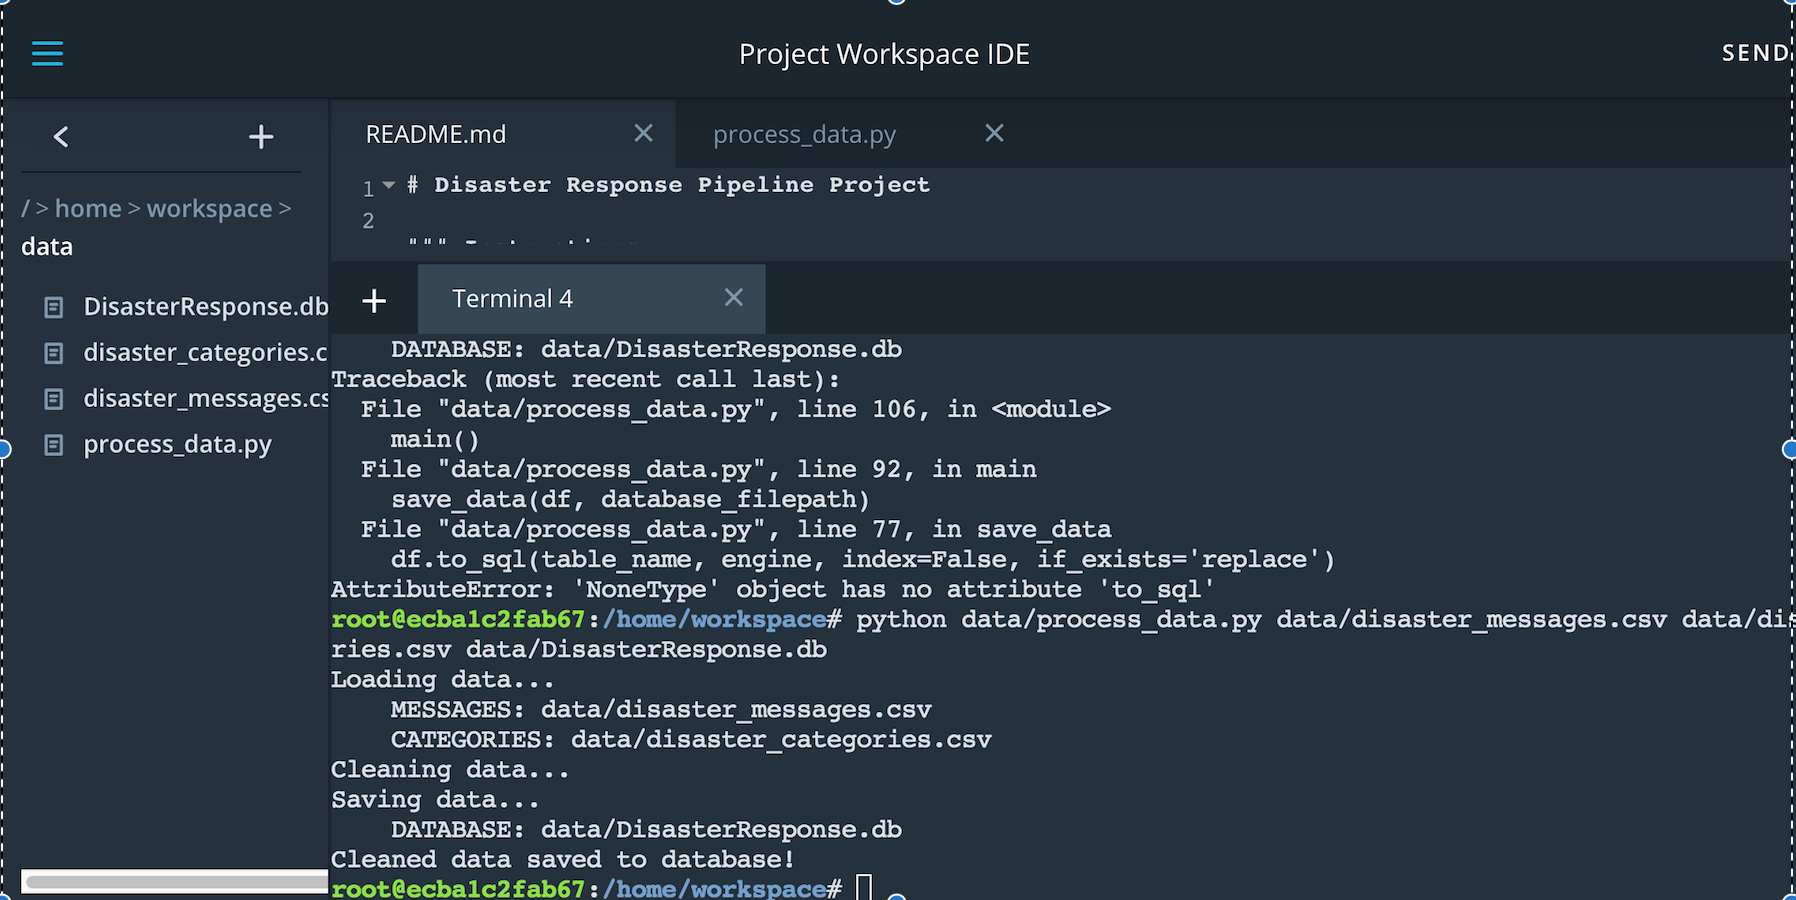 Project Workspace IDE
SEND
README.md
process_data.py
/ > home > workspace >
data
DisasterResponse.db
disaster_categories.c
disaster_messages.cs
process_data.py
1 # Disaster Response Pipeline Project
2
Terminal 4
DATABASE: data/DisasterResponse.db
Traceback (most recent call last):
File "data/process_data.py", line 106, in <module>
main()
File "data/process_data.py", line 92, in main
save_data(df, database_filepath)
File "data/process_data.py", line 77, in save_data
df.to_sql(table_name, engine, index=False, if_exists='replace')
AttributeError: 'NoneType' object has no attribute 'to_sql'
root@ecba1c2fab67:/home/workspace# python data/process_data.py data/disaster_messages.csv data/dis
ries.csv data/DisasterResponse.db
Loading data...
MESSAGES: data/disaster_messages.csv
CATEGORIES: data/disaster_categories.csv
Cleaning data...
Saving data...
DATABASE: data/DisasterResponse.db
Cleaned data saved to database!
root@ecba1c2fab67:/home/workspace#